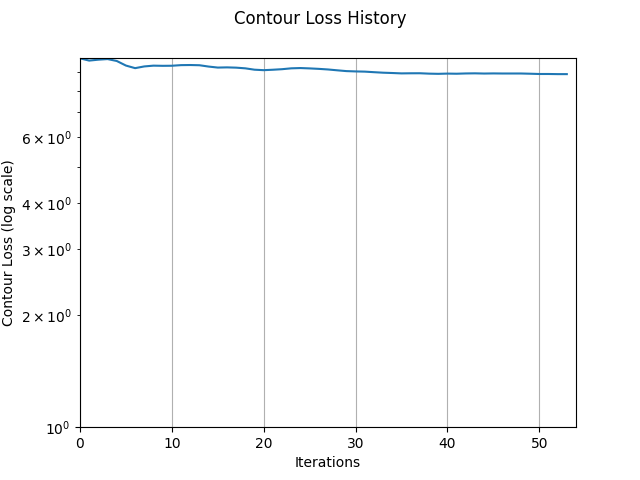 Contour Loss History
Contour Loss (log scale)
6 × 10⁰
4 × 10⁰
3 × 10⁰
2 × 10⁰
10⁰
0 10 20 30 40 50
Iterations